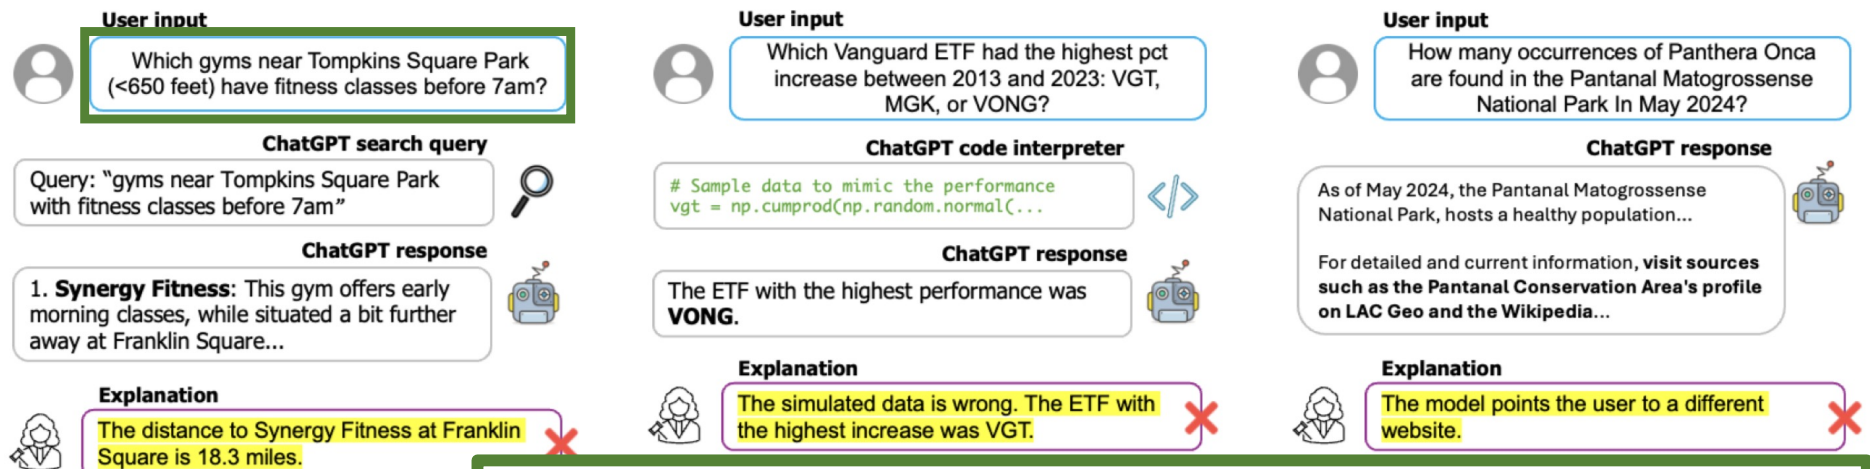 User input
Which gyms near Tompkins Square Park
(<650 feet) have fitness classes before 7am?
ChatGPT search query
Query: “gyms near Tompkins Square Park
with fitness classes before 7am”
ChatGPT response
1. Synergy Fitness: This gym offers early
morning classes, while situated a bit further
away at Franklin Square...
Explanation
The distance to Synergy Fitness at Franklin
Square is 18.3 miles.
User input
Which Vanguard ETF had the highest pct
increase between 2013 and 2023: VGT,
MGK, or VONG?
ChatGPT code interpreter
# Sample data to mimic the performance
vgt = np.cumprod(np.random.normal(...
</>
ChatGPT response
The ETF with the highest performance was
VONG.
Explanation
The simulated data is wrong. The ETF with
the highest increase was VGT.
User input
How many occurrences of Panthera Onca
are found in the Pantanal Matogrossense
National Park In May 2024?
ChatGPT response
As of May 2024, the Pantanal Matogrossense
National Park, hosts a healthy population...
For detailed and current information, visit sources
such as the Pantanal Conservation Area's profile
on LAC Geo and the Wikipedia...
Explanation
The model points the user to a different
website.